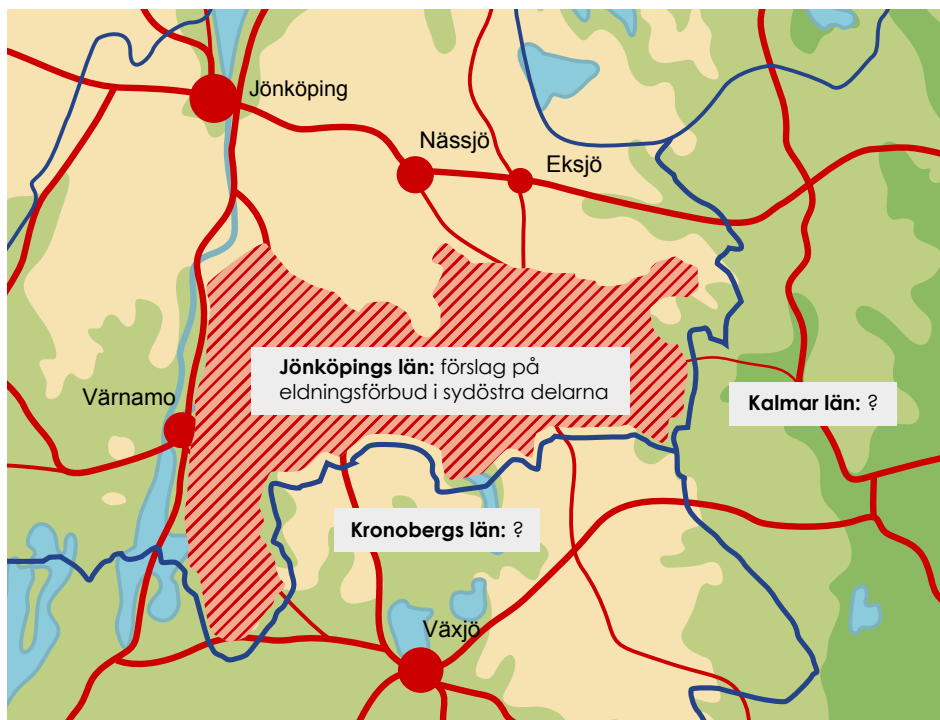 Jönköping
Nässjö
Eksjö
Jönköpings län: förslag på
eldningsförbud i sydöstra delarna
Värnamo
Kalmar län: ?
Kronobergs län: ?
Växjö